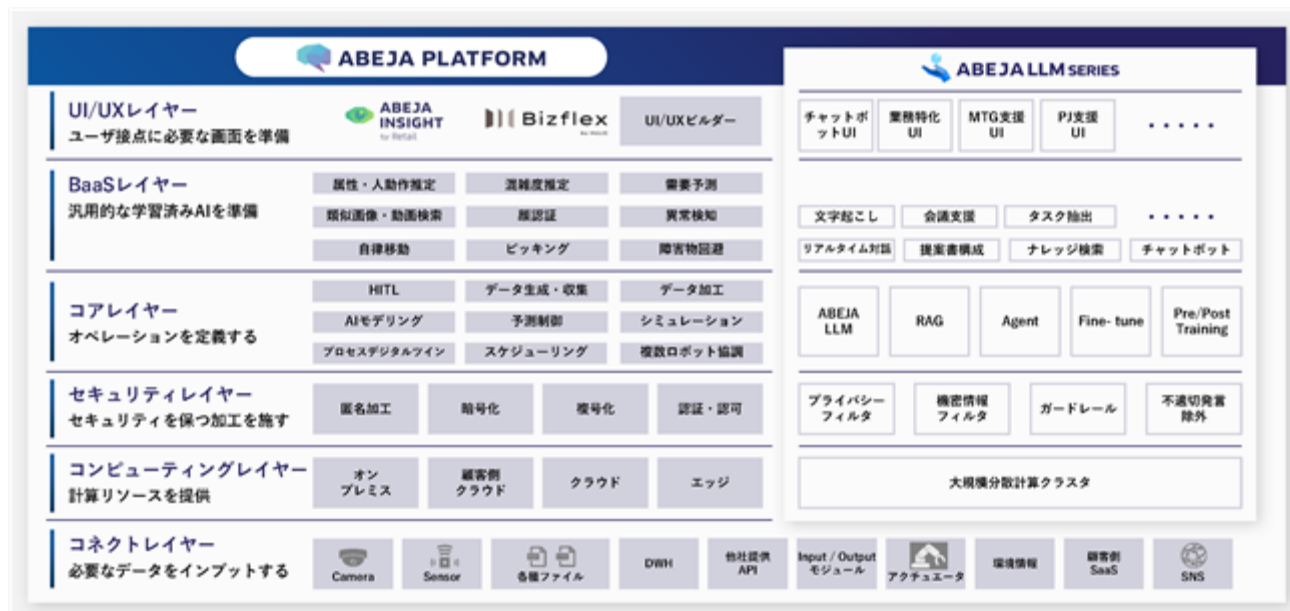 ABEJA PLATFORM
ABEJA LLM SERIES
UI/UXレイヤー
ユーザ接点に必要な画面を準備
ABEJA
INSIGHT
for Retail
Bizflex
UI/UXビルダー
チャットボ
ットUI
業務特化
UI
MTG支援
UI
PJ支援
UI
・・・・・
BaaSレイヤー
汎用的な学習済みAIを準備
属性・人動作推定
混雑度推定
需要予測
類似画像・動画検索
顔認証
異常検知
自律移動
ピッキング
障害物回避
文字起こし
会議支援
タスク抽出
・・・・・
リアルタイム対話
提案書構成
ナレッジ検索
チャットボット
コアレイヤー
オペレーションを定義する
HITL
データ生成・収集
データ加工
AIモデリング
予測制御
シミュレーション
プロセスデジタルツイン
スケジューリング
複数ロボット協調
ABEJA
LLM
RAG
Agent
Fine- tune
Pre/Post
Training
セキュリティレイヤー
セキュリティを保つ加工を施す
匿名加工
暗号化
複号化
認証・認可
プライバシー
フィルタ
機密情報
フィルタ
ガードレール
不適切発言
除外
コンピューティングレイヤー
計算リソースを提供
オン
プレミス
顧客側
クラウド
クラウド
エッジ
大規模分散計算クラスタ
コネクトレイヤー
必要なデータをインプットする
Camera
Sensor
各種ファイル
DWH
他社提供
API
Input / Output
モジュール
アクチュエータ
環境情報
顧客側
SaaS
SNS